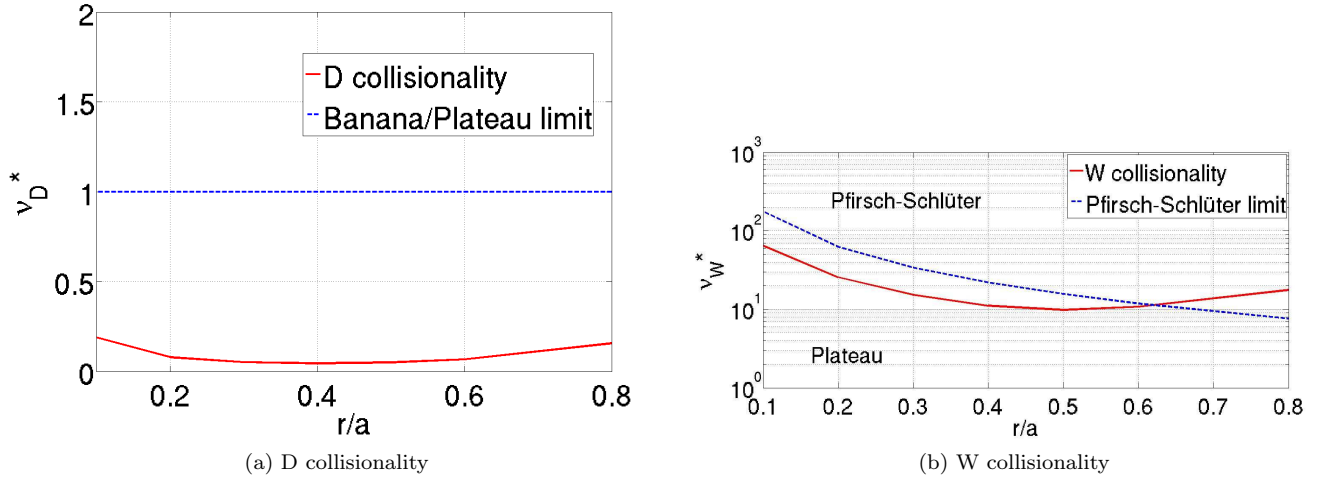 2
1.5
1
0.5
0
ν_D^*
D collisionality
Banana/Plateau limit
0.2 0.4 0.6 0.8
r/a
(a) D collisionality
10^3
10^2
10^1
10^0
ν_W^*
W collisionality
Pfirsch-Schlüter limit
Pfirsch-Schlüter
Plateau
0.1 0.2 0.3 0.4 0.5 0.6 0.7 0.8
r/a
(b) W collisionality